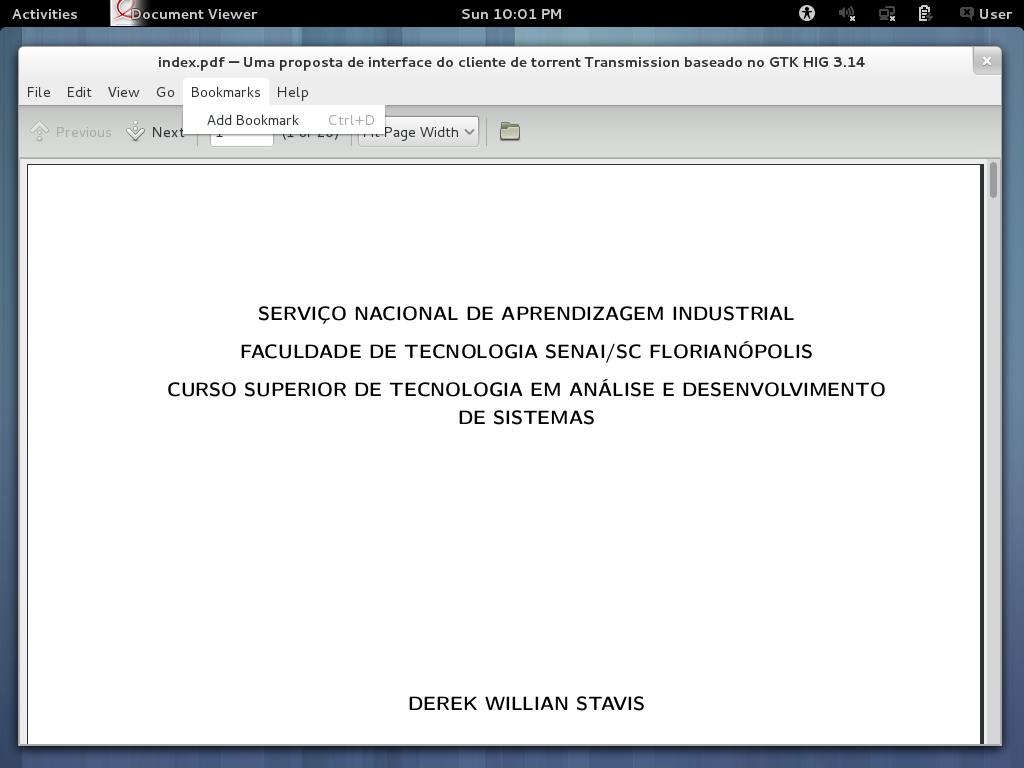 Activities Document Viewer Sun 10:01 PM User
index.pdf — Uma proposta de interface do cliente de torrent Transmission baseado no GTK HIG 3.14
File Edit View Go Bookmarks Help
Add Bookmark Ctrl+D
Previous Next Page Width
SERVIÇO NACIONAL DE APRENDIZAGEM INDUSTRIAL
FACULDADE DE TECNOLOGIA SENAI/SC FLORIANÓPOLIS
CURSO SUPERIOR DE TECNOLOGIA EM ANÁLISE E DESENVOLVIMENTO
DE SISTEMAS
DEREK WILLIAN STAVIS